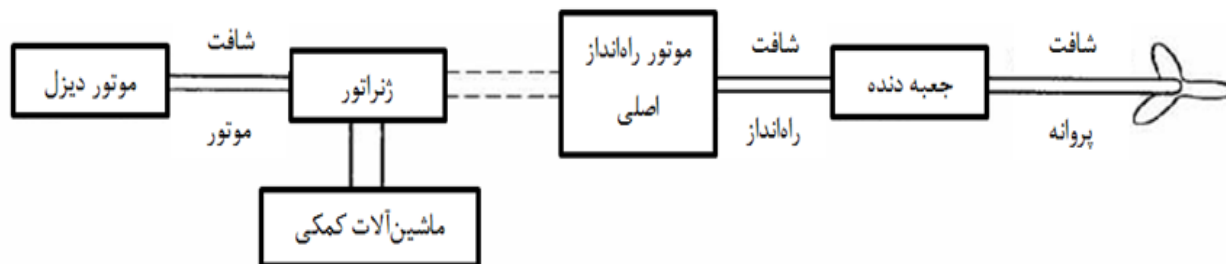 شافت
شافت
شافت
موتور راه‌انداز
اصلی
جعبه دنده
ژنراتور
موتور دیزل
پروانه
راه‌انداز
موتور
ماشین‌آلات کمکی